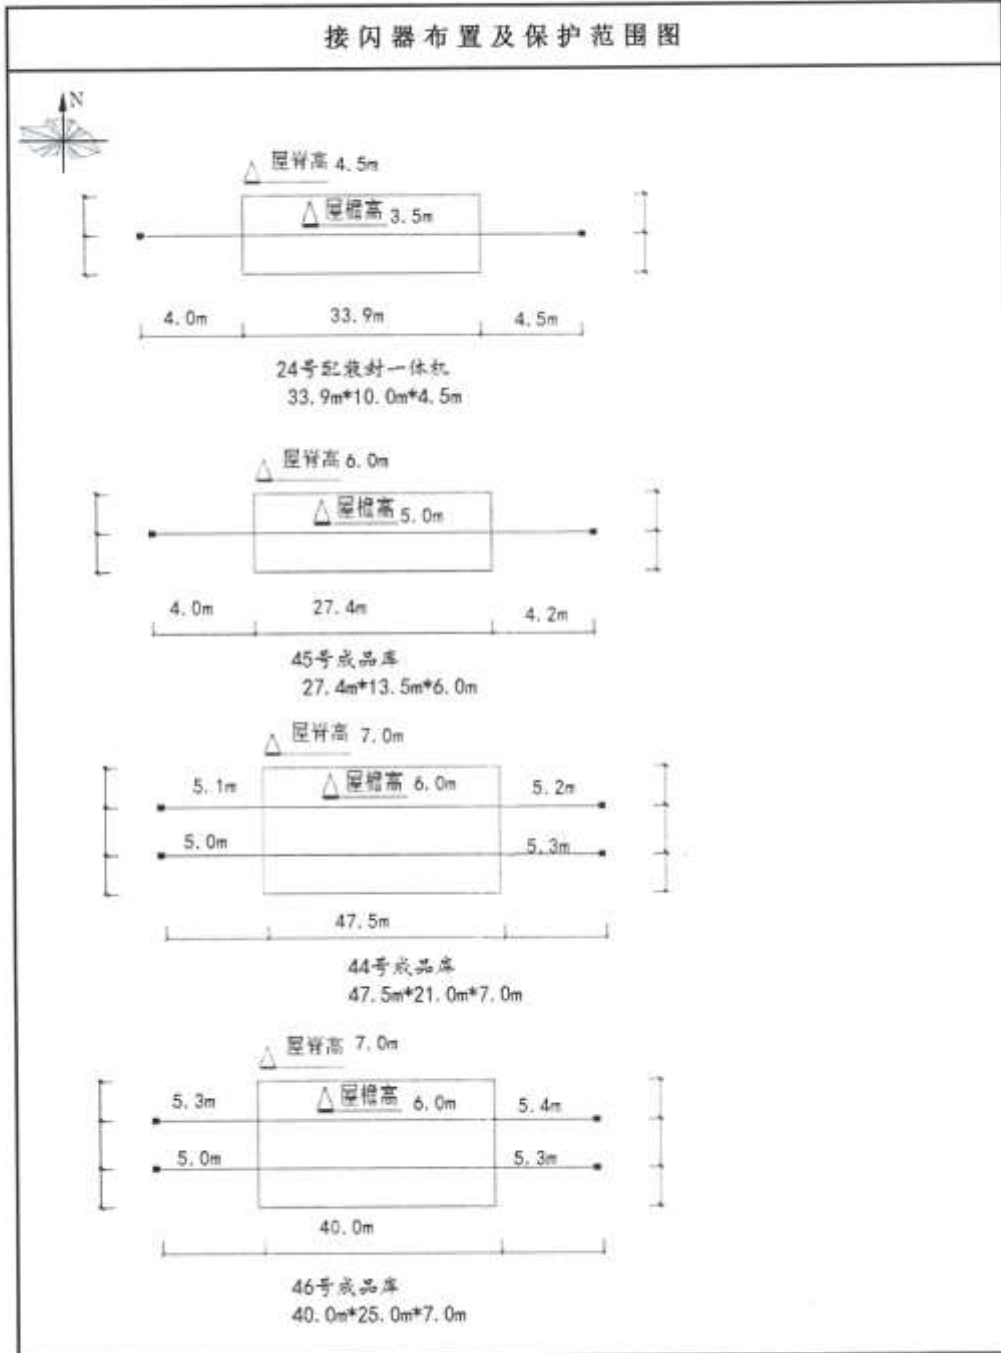 接闪器布置及保护范围图
N
屋脊高 4.5m
屋檐高 3.5m
4.0m 33.9m 4.5m
24号配装封一体机
33.9m*10.0m*4.5m
屋脊高 6.0m
屋檐高 5.0m
4.0m 27.4m 4.2m
45号成品库
27.4m*13.5m*6.0m
屋脊高 7.0m
5.1m 屋檐高 6.0m 5.2m
5.0m 5.3m
47.5m
44号成品库
47.5m*21.0m*7.0m
屋脊高 7.0m
5.3m 屋檐高 6.0m 5.4m
5.0m 5.3m
40.0m
46号成品库
40.0m*25.0m*7.0m